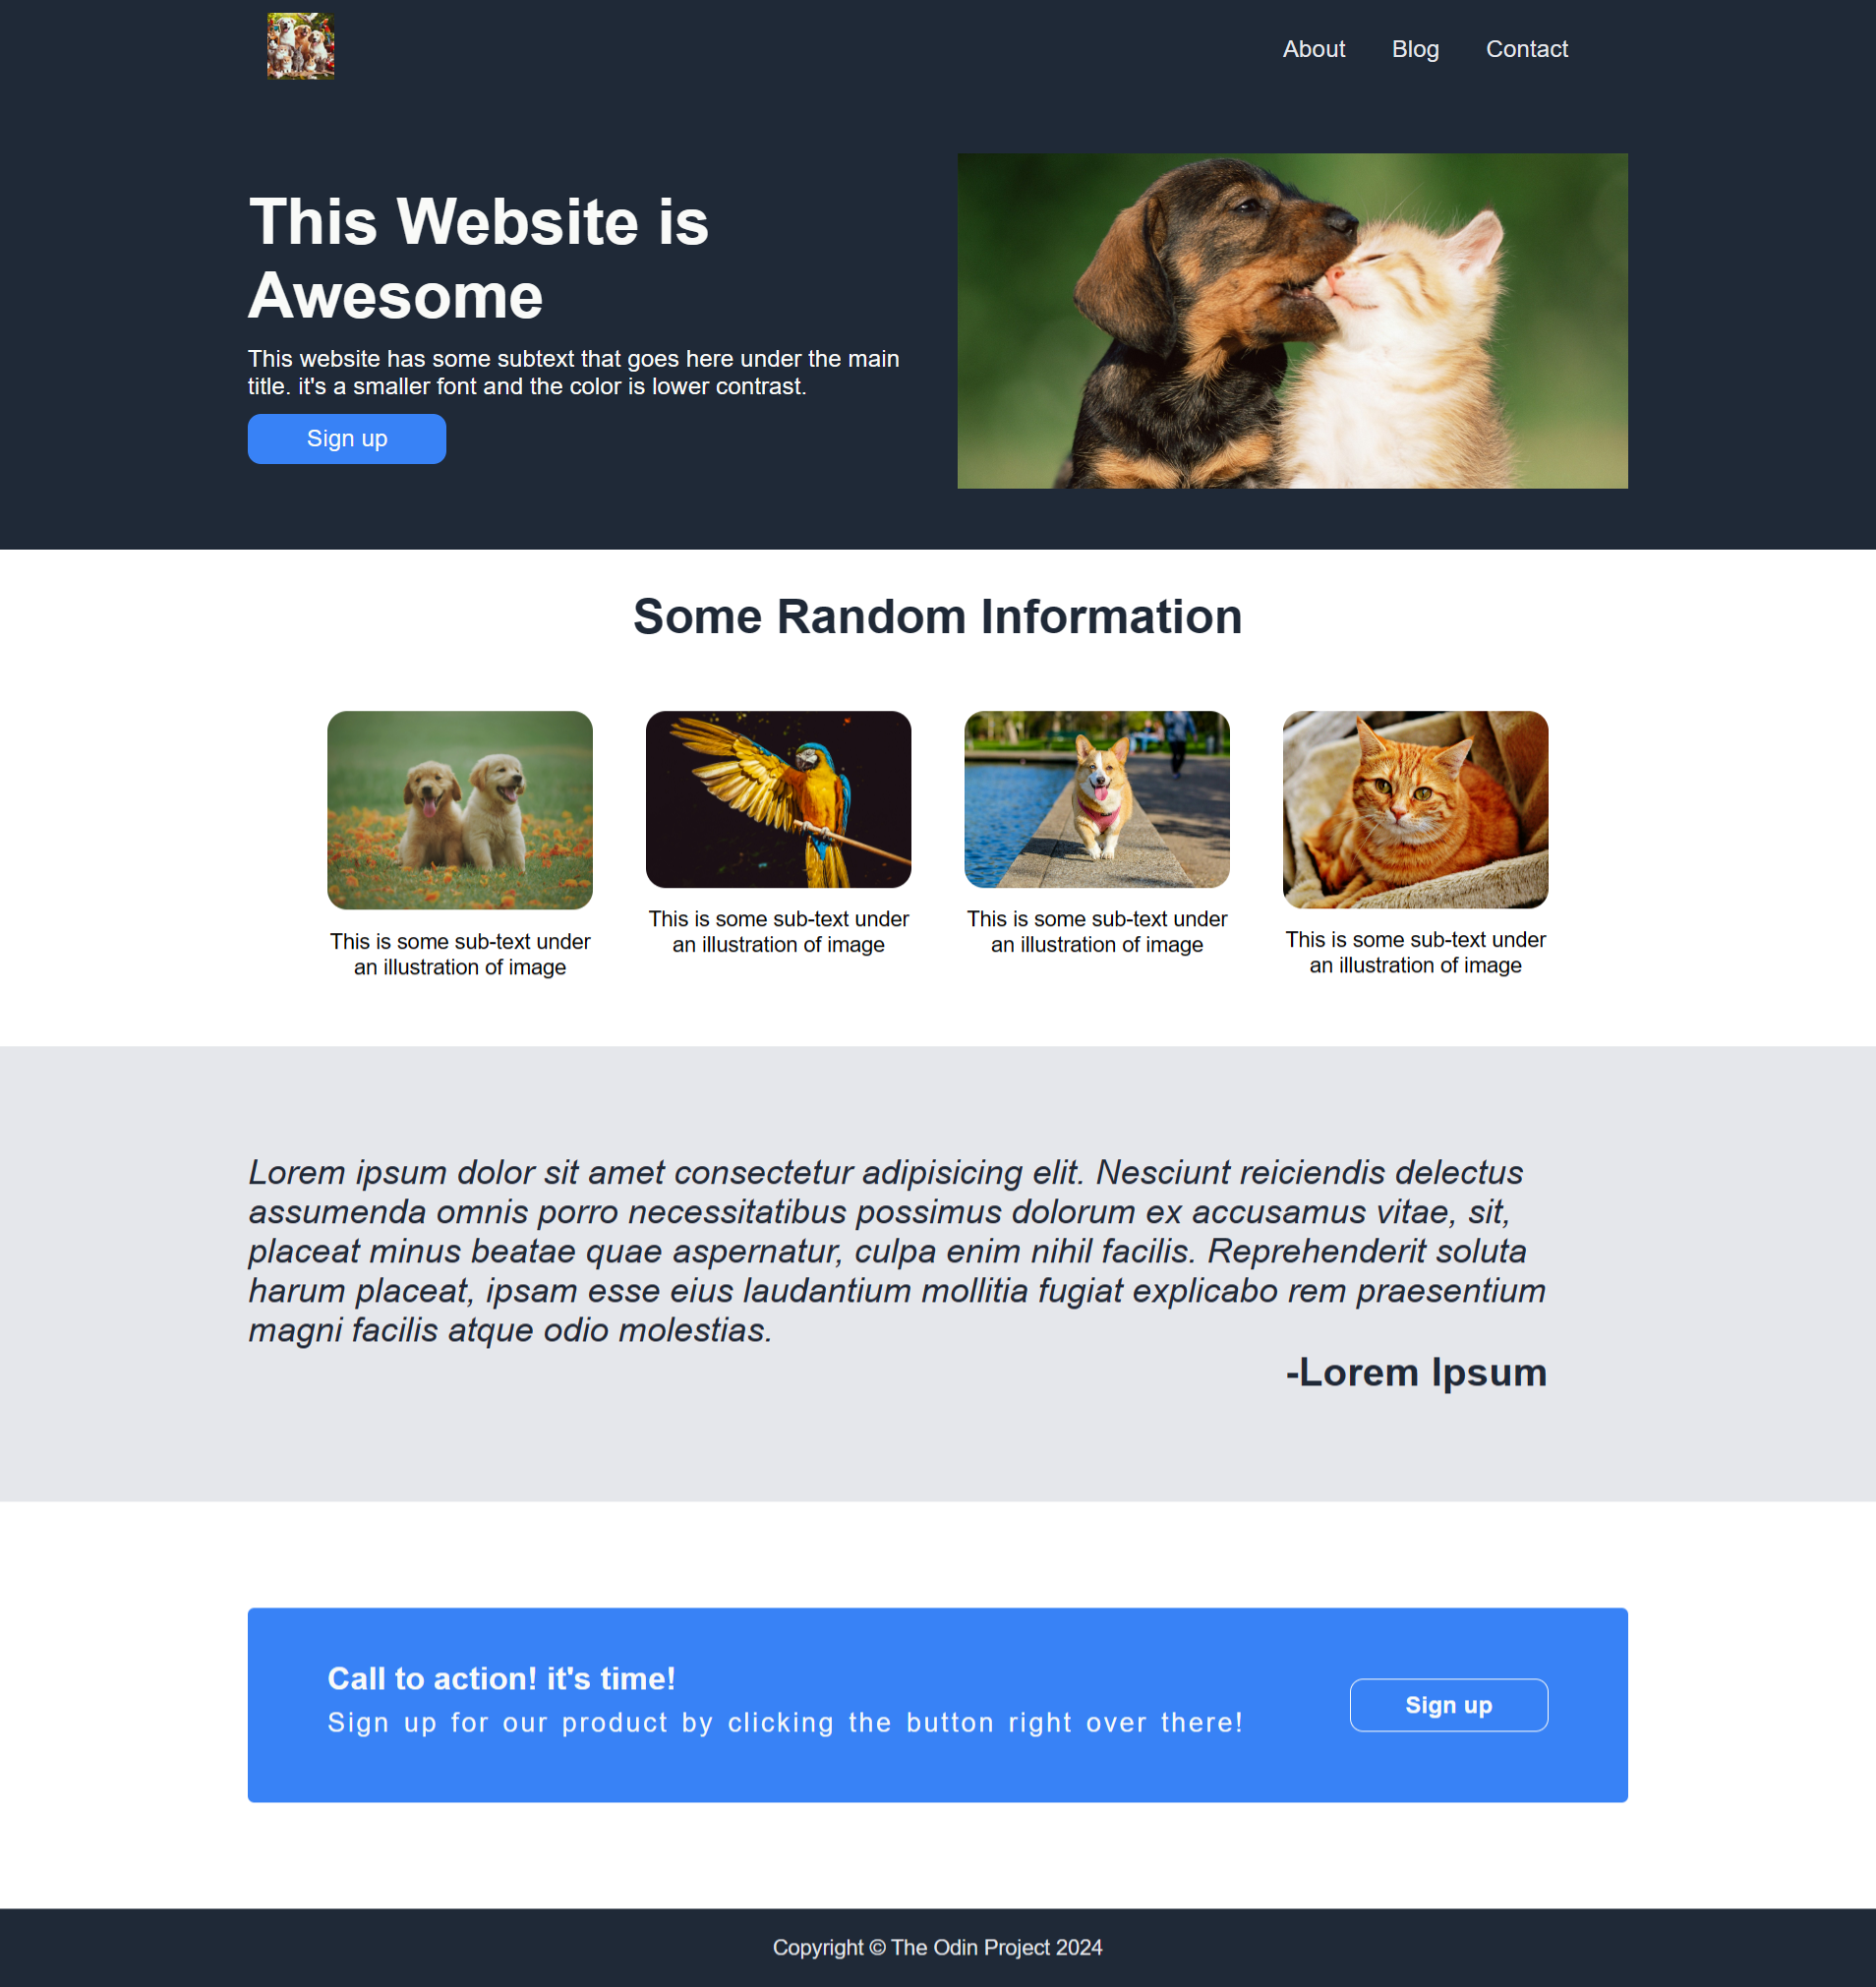 About Blog Contact
This Website is
Awesome
This website has some subtext that goes here under the main
title. it's a smaller font and the color is lower contrast.
Sign up
Some Random Information
This is some sub-text under
an illustration of image
This is some sub-text under
an illustration of image
This is some sub-text under
an illustration of image
This is some sub-text under
an illustration of image
Lorem ipsum dolor sit amet consectetur adipisicing elit. Nesciunt reiciendis delectus
assumenda omnis porro necessitatibus possimus dolorum ex accusamus vitae, sit,
placeat minus beatae quae aspernatur, culpa enim nihil facilis. Reprehenderit soluta
harum placeat, ipsam esse eius laudantium mollitia fugiat explicabo rem praesentium
magni facilis atque odio molestias.
-Lorem Ipsum
Call to action! it's time!
Sign up for our product by clicking the button right over there!
Sign up
Copyright © The Odin Project 2024